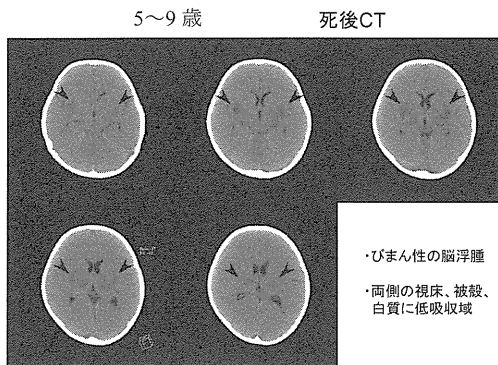 5～9歳
死後CT
・びまん性の脳浮腫
・両側の視床、被殻、
白質に低吸収域